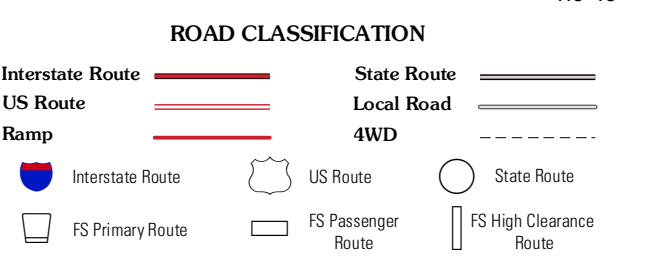 ROAD CLASSIFICATION
Interstate Route
State Route
US Route
Local Road
Ramp
4WD
Interstate Route
US Route
State Route
FS Primary Route
FS Passenger
Route
FS High Clearance
Route